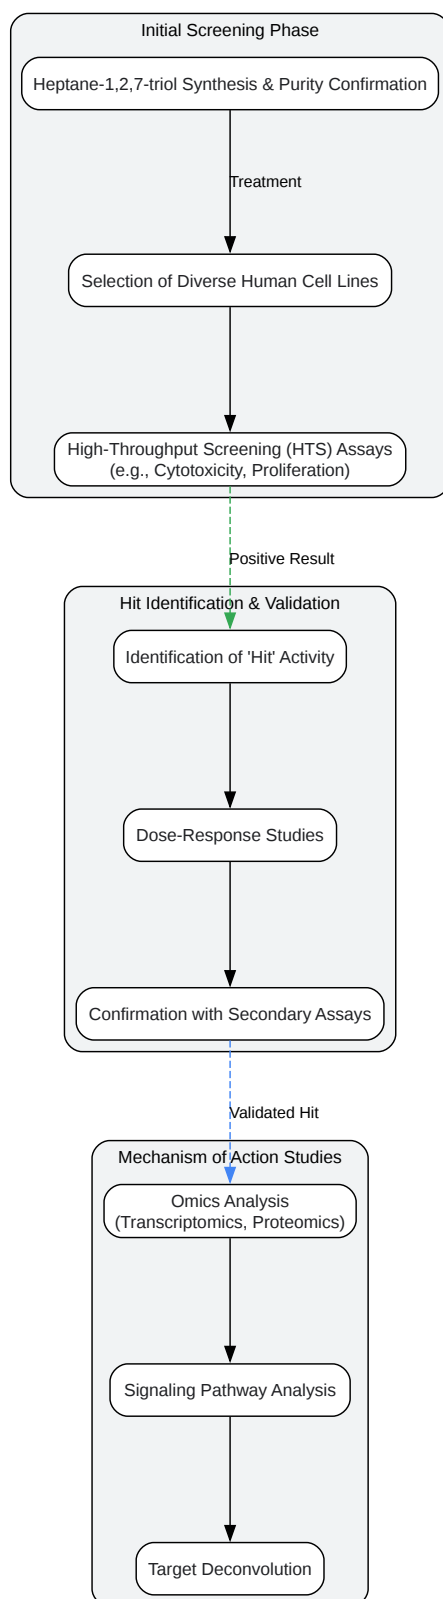 Initial Screening Phase
Heptane-1,2,7-triol Synthesis & Purity Confirmation
Treatment
Selection of Diverse Human Cell Lines
High-Throughput Screening (HTS) Assays
(e.g., Cytotoxicity, Proliferation)
Positive Result
Hit Identification & Validation
Identification of 'Hit' Activity
Dose-Response Studies
Confirmation with Secondary Assays
Validated Hit
Mechanism of Action Studies
Omics Analysis
(Transcriptomics, Proteomics)
Signaling Pathway Analysis
Target Deconvolution